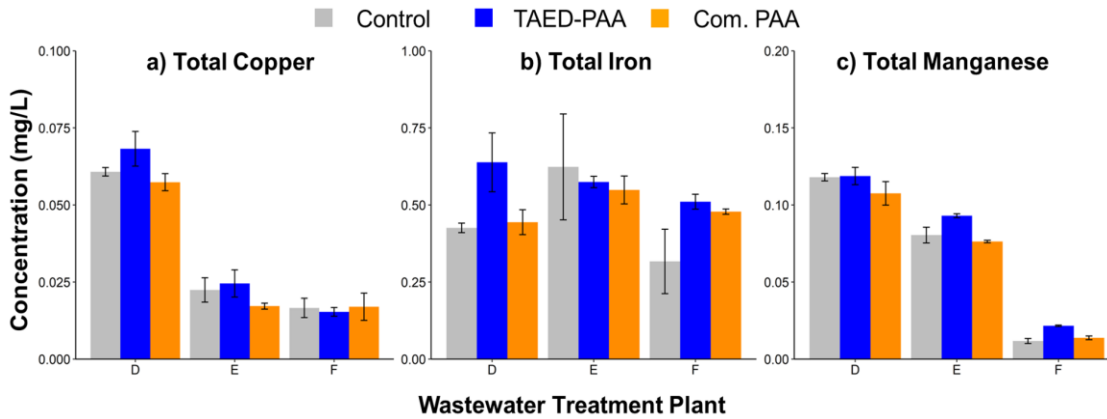 Control TAED-PAA Com. PAA
a) Total Copper
b) Total Iron
c) Total Manganese
Concentration (mg/L)
0.100
0.075
0.050
0.025
0.000
D E F
1.00
0.75
0.50
0.25
0.00
D E F
0.20
0.15
0.10
0.05
0.00
D E F
Wastewater Treatment Plant